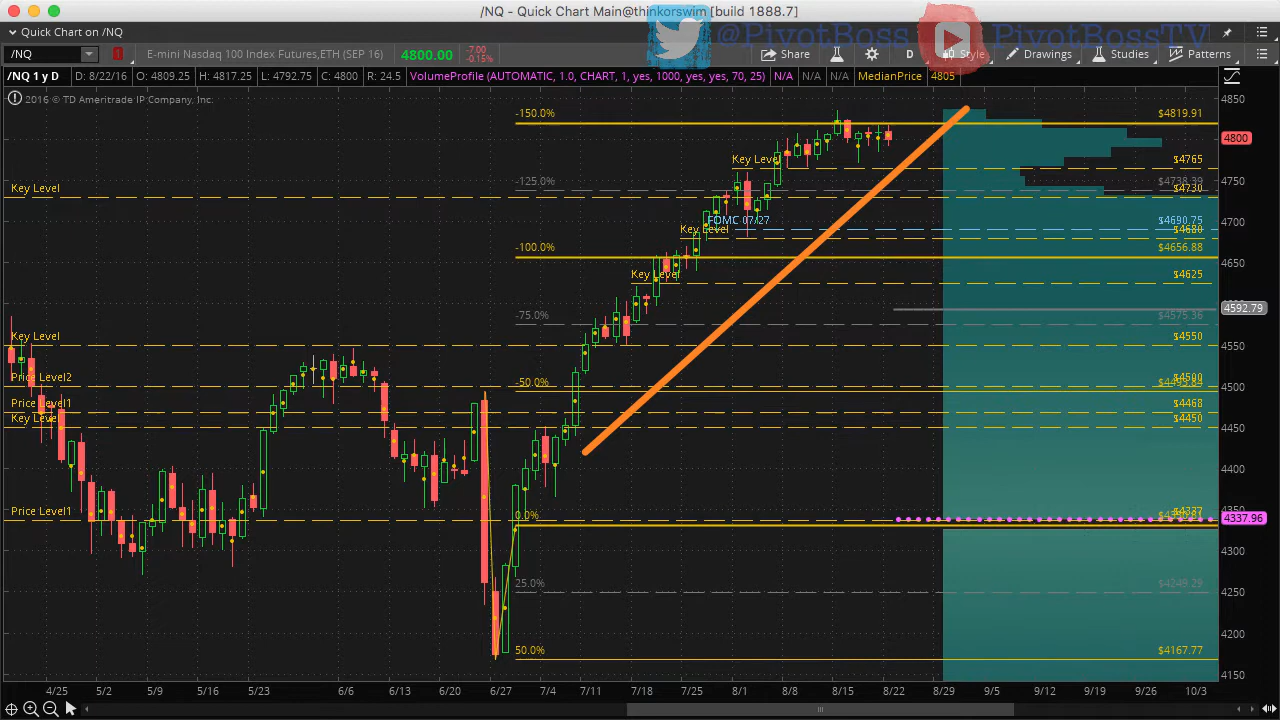 /NQ - Quick Chart Main@thinkorswim [build 1888.7]
Quick Chart on /NQ
@PivotBoss PivotBossTV
/NQ 1 E-mini Nasdaq 100 Index Futures,ETH (SEP 16) 4800.00 -7.00 -0.15% Share D Style Drawings Studies Patterns
/NQ 1 y D D: 8/22/16 O: 4809.25 H: 4817.25 L: 4792.75 C: 4800 R: 24.5 VolumeProfile (AUTOMATIC, 1.0, CHART, 1, yes, 1000, yes, yes, 70, 25) N/A N/A N/A MedianPrice 4805
2016 © TD Ameritrade IP Company, Inc.
4850
-150.0% $4819.91
4800
Key Level $4765
-125.0% $4738.39
4750
Key Level $4730
FOMC 07/27 $4690.75
4700
Key Level $4680
-100.0% $4656.88
4650
Key Level $4625
4592.79
-75.0% $4575.36
Key Level $4550
4550
Price Level2 -50.0% $4500
4500
Price Level1 $4468
Key Level $4450
4450
4400
Price Level1 0.0% $4337
4350
4337.96
4300
25.0% $4249.29
4250
4200
50.0% $4167.77
4150
4/25 5/2 5/9 5/16 5/23 6/6 6/13 6/20 6/27 7/4 7/11 7/18 7/25 8/1 8/8 8/15 8/22 8/29 9/5 9/12 9/19 9/26 10/3